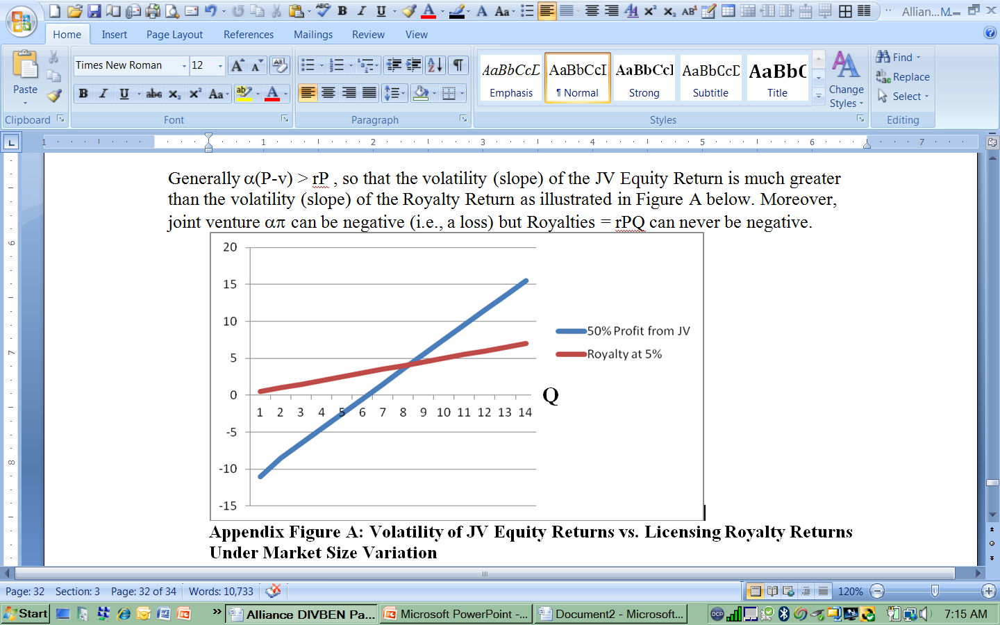 Allian...M...
Home Insert Page Layout References Mailings Review View
Times New Roman 12
Paste
AaBbCcD AaBbCcI AaBbCcI AaBbCcD AaBbC
Emphasis ¶ Normal Strong Subtitle Title
Change Styles
Find
Replace
Select
Clipboard Font Paragraph Styles Editing
1 1 2 3 4 5 6 7
Generally α(P-v) > rP , so that the volatility (slope) of the JV Equity Return is much greater
than the volatility (slope) of the Royalty Return as illustrated in Figure A below. Moreover,
joint venture απ can be negative (i.e., a loss) but Royalties = rPQ can never be negative.
20
15
10
5
0
-5
-10
-15
1 2 3 4 5 6 7 8 9 10 11 12 13 14
Q
50% Profit from JV
Royalty at 5%
6
7
8
Appendix Figure A: Volatility of JV Equity Returns vs. Licensing Royalty Returns
Under Market Size Variation
Page: 32 Section: 3 Page: 32 of 34 Words: 10,733 120%
Start » Alliance DIVBEN Pa... Microsoft PowerPoint -... Document2 - Microsoft... DCP 7:15 AM